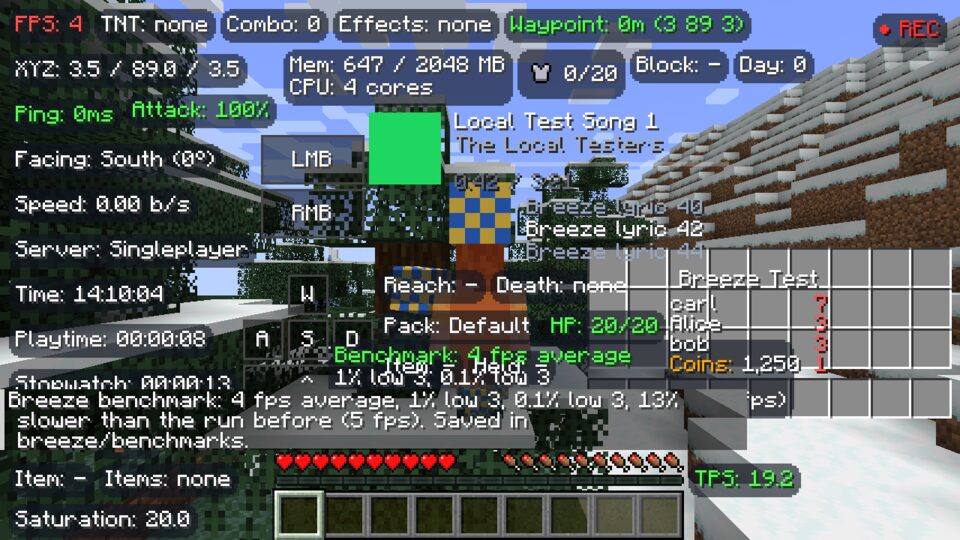 FPS: 4 TNT: none Combo: 0 Effects: none Waypoint: 0m (3 89 3) REC
XYZ: 3.5 / 89.0 / 3.5
Mem: 647 / 2048 MB
CPU: 4 cores
0/20
Block: - Day: 0
Ping: 0ms Attack: 100%
Local Test Song 1
The Local Testers
Facing: South (0°)
LMB
Speed: 0.00 b/s
RMB
Breeze lyric 40
Breeze lyric 42
Breeze lyric 44
Server: Singleplayer
Time: 14:10:04
W
Reach: - Death: none
Breeze Test
carl 7
Alice 3
bob 3
Coins: 1,250 1
Playtime: 00:00:08
A S D
Pack: Default HP: 20/20
Benchmark: 4 fps average
1% low 3, 0.1% low 3
Stopwatch: 00:00:13
Breeze benchmark: 4 fps average, 1% low 3, 0.1% low 3, 13%
slower than the run before (5 fps). Saved in
breeze/benchmarks.
fps)
Item: - Items: none
TPS: 19.2
Saturation: 20.0